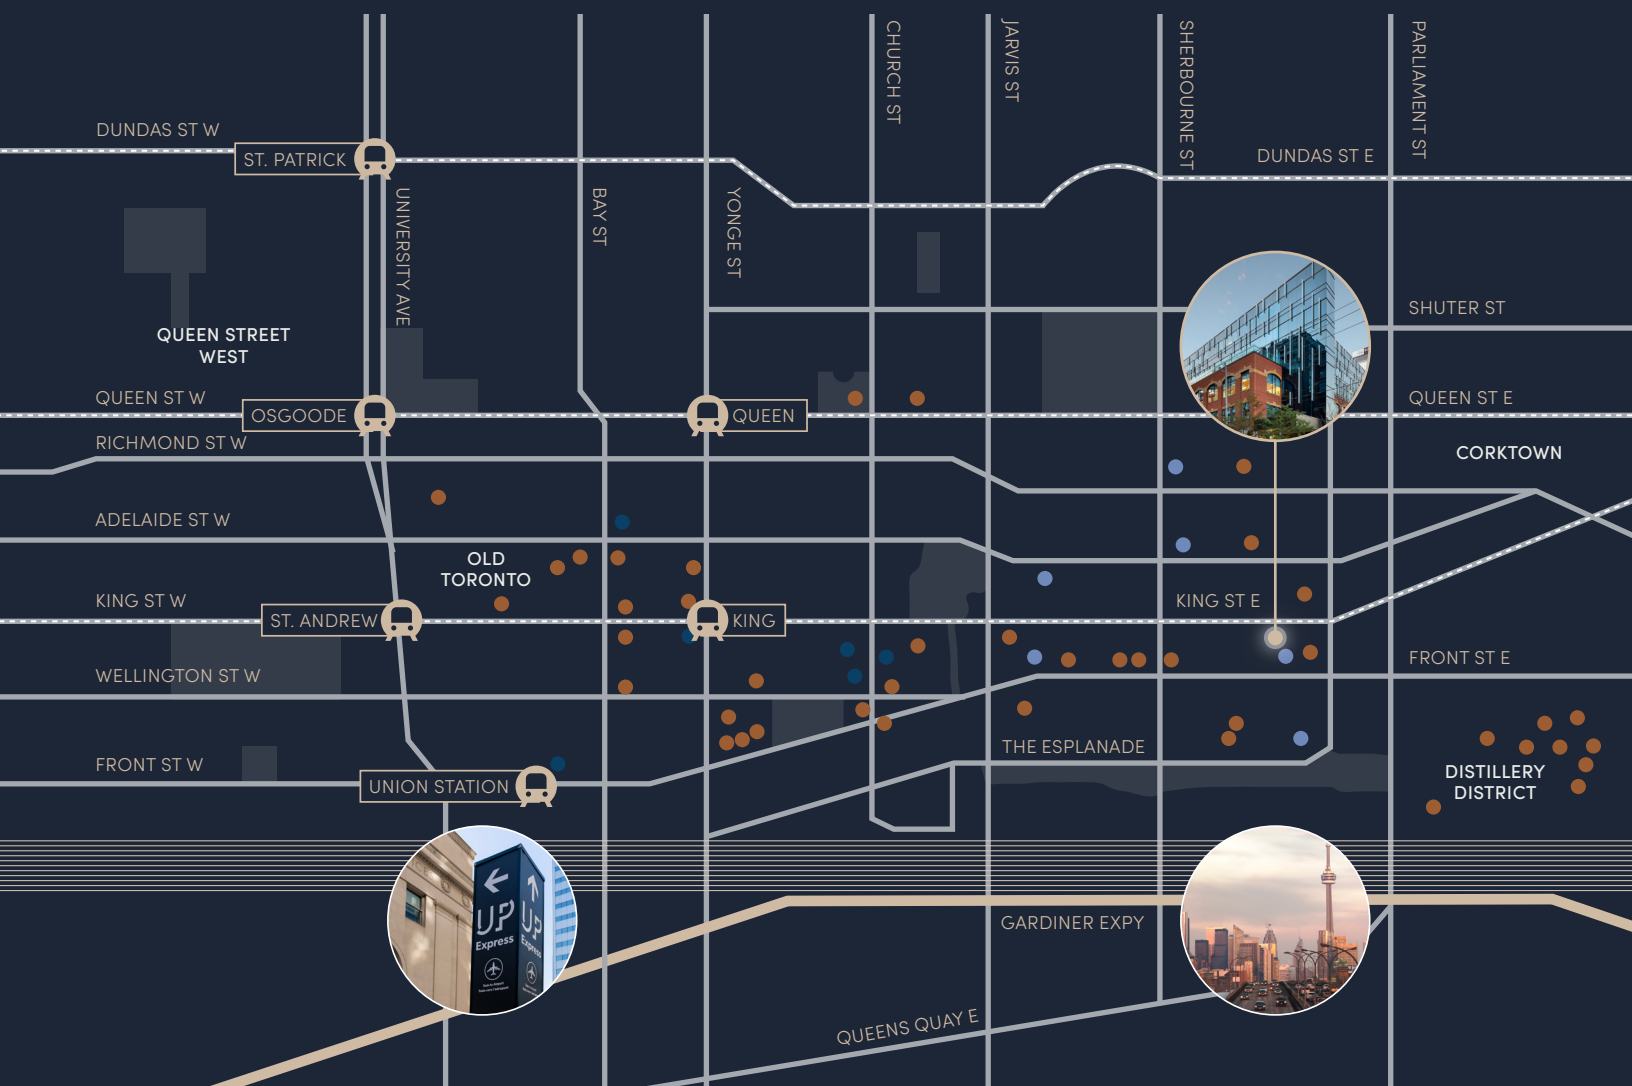 CHURCH ST
JARVIS ST
SHERBOURNE ST
PARLIAMENT ST
DUNDAS ST W
ST. PATRICK
DUNDAS ST E
UNIVERSITY AVE
BAY ST
YONGE ST
SHUTER ST
QUEEN STREET
WEST
QUEEN ST W
OSGOODE
QUEEN
QUEEN ST E
RICHMOND ST W
CORKTOWN
ADELAIDE ST W
OLD
TORONTO
KING ST W
ST. ANDREW
KING
KING ST E
WELLINGTON ST W
FRONT ST E
THE ESPLANADE
FRONT ST W
UNION STATION
DISTILLERY
DISTRICT
UP
Express
UP
Express
GARDINER EXPY
QUEENS QUAY E